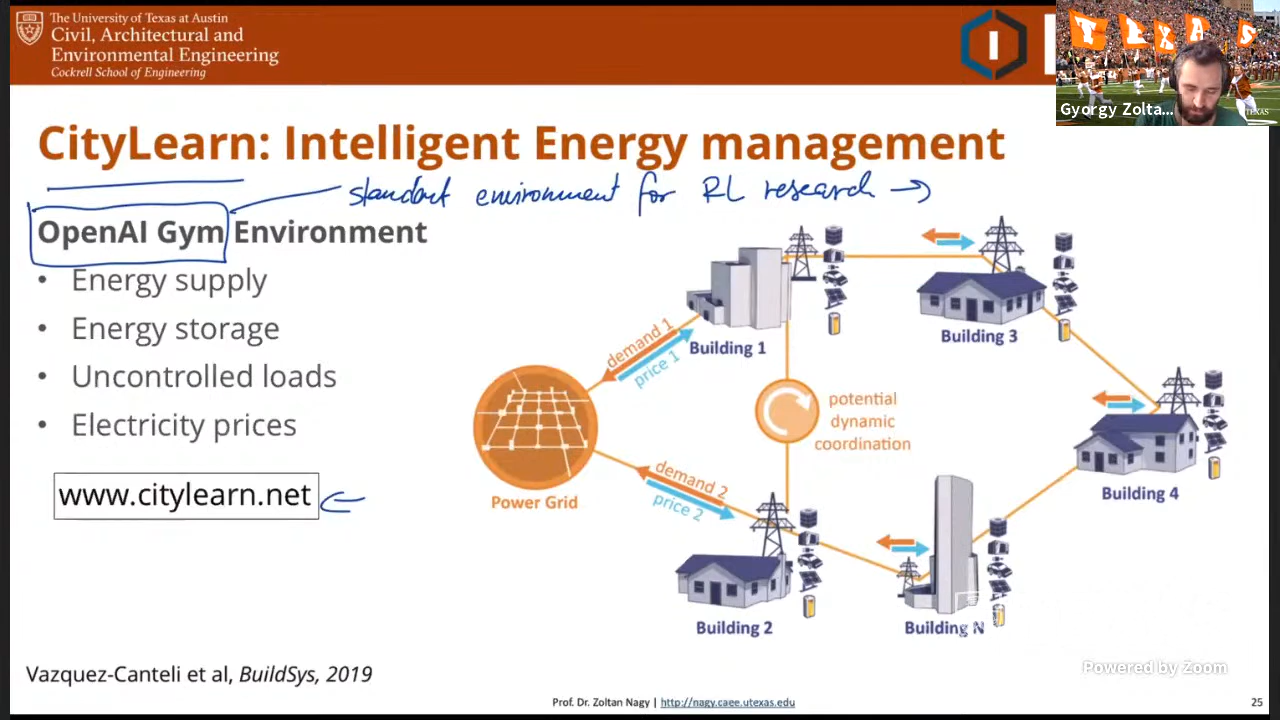 The University of Texas at Austin
Civil, Architectural and
Environmental Engineering
Cockrell School of Engineering
TEXAS
Gyorgy Zolta...
TEXAS
CityLearn: Intelligent Energy management
standard environment for RL research →
OpenAI Gym Environment
• Energy supply
• Energy storage
• Uncontrolled loads
• Electricity prices
www.citylearn.net
demand 1
price 1
Building 1
Building 3
potential
dynamic
coordination
Power Grid
demand 2
price 2
Building 4
Building 2
Building N
Vazquez-Canteli et al, BuildSys, 2019
Powered by Zoom
Prof. Dr. Zoltan Nagy | http://nagy.caee.utexas.edu
25